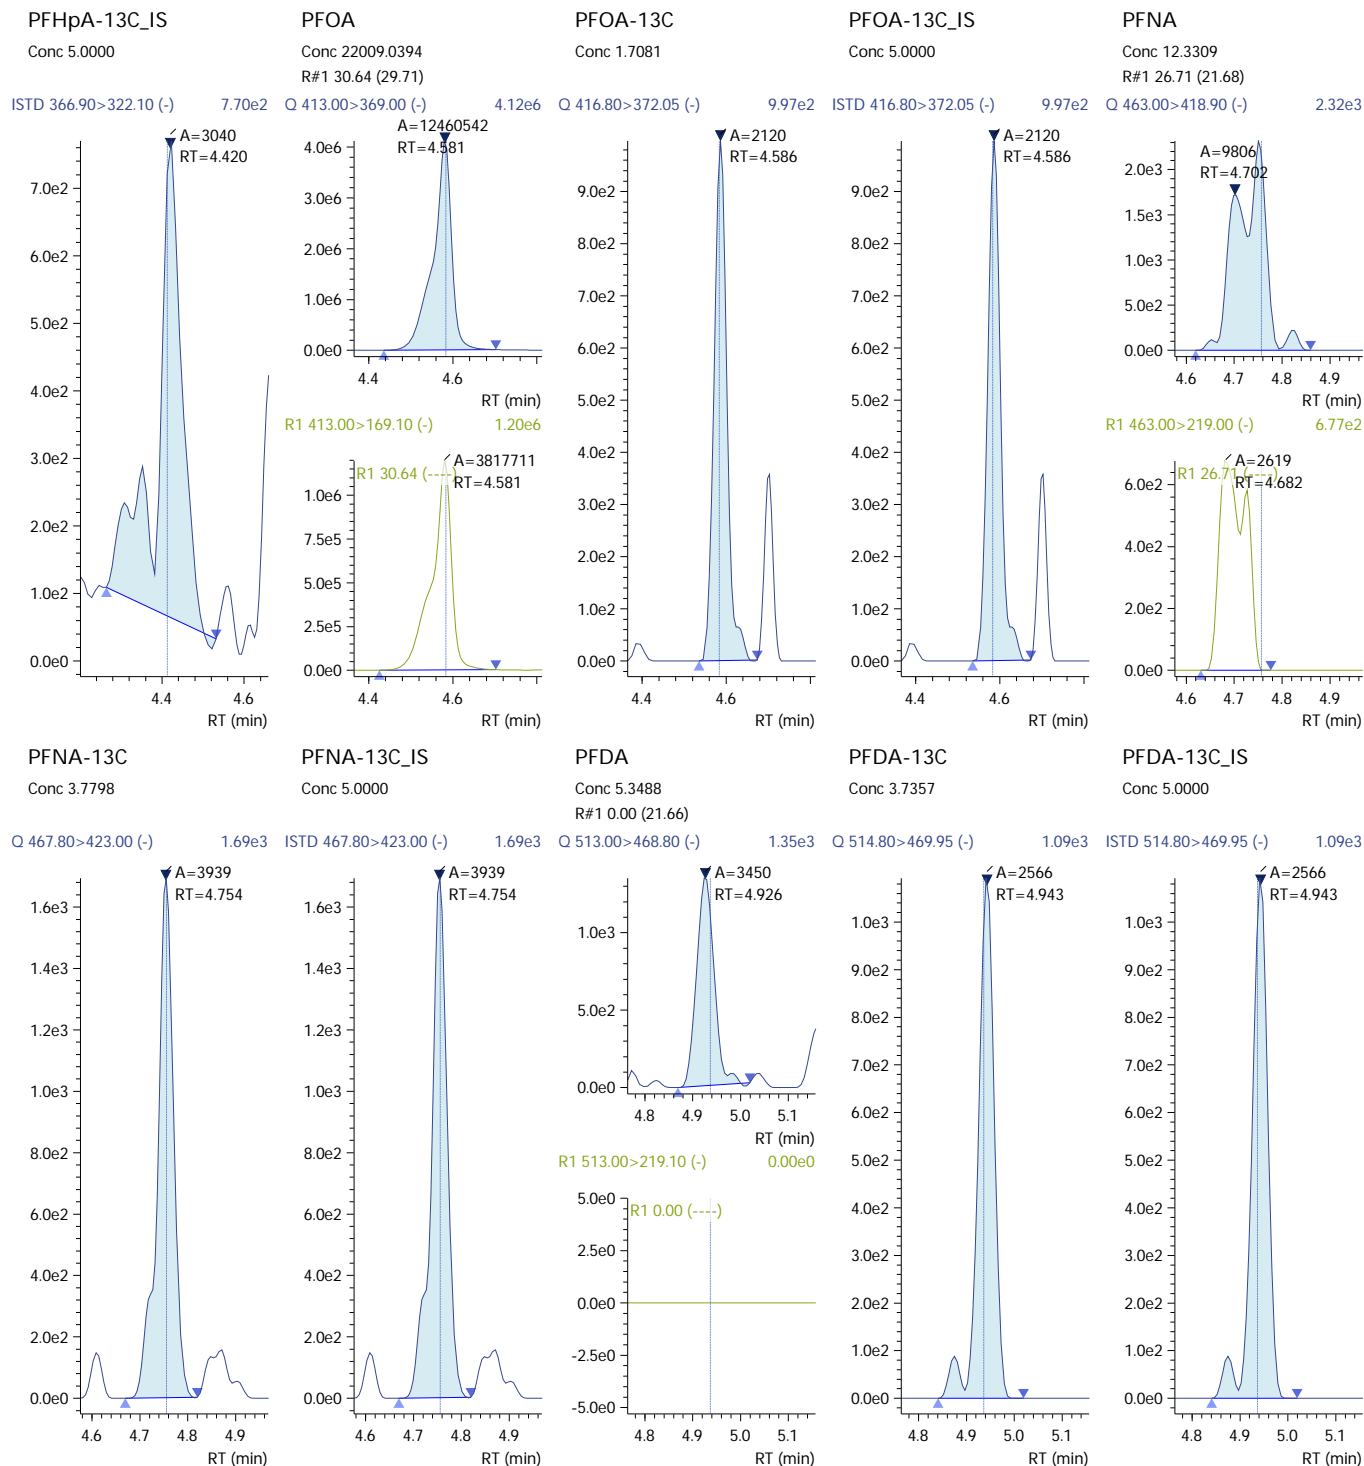 PFHpA-13C_IS
Conc 5.0000
ISTD 366.90>322.10 (-) 7.70e2
A=3040
RT=4.420
7.0e2
6.0e2
5.0e2
4.0e2
3.0e2
2.0e2
1.0e2
0.0e0
4.4 4.6
RT (min)
PFOA
Conc 22009.0394
R#1 30.64 (29.71)
Q 413.00>369.00 (-) 4.12e6
A=12460542
RT=4.581
4.0e6
3.0e6
2.0e6
1.0e6
0.0e0
4.4 4.6
RT (min)
R1 413.00>169.10 (-) 1.20e6
R1 30.64 (----)
A=3817711
RT=4.581
1.0e6
7.5e5
5.0e5
2.5e5
0.0e0
4.4 4.6
RT (min)
PFOA-13C
Conc 1.7081
Q 416.80>372.05 (-) 9.97e2
A=2120
RT=4.586
9.0e2
8.0e2
7.0e2
6.0e2
5.0e2
4.0e2
3.0e2
2.0e2
1.0e2
0.0e0
4.4 4.6
RT (min)
PFOA-13C_IS
Conc 5.0000
ISTD 416.80>372.05 (-) 9.97e2
A=2120
RT=4.586
9.0e2
8.0e2
7.0e2
6.0e2
5.0e2
4.0e2
3.0e2
2.0e2
1.0e2
0.0e0
4.4 4.6
RT (min)
PFNA
Conc 12.3309
R#1 26.71 (21.68)
Q 463.00>418.90 (-) 2.32e3
A=9806
RT=4.702
2.0e3
1.5e3
1.0e3
5.0e2
0.0e0
4.6 4.7 4.8 4.9
RT (min)
R1 463.00>219.00 (-) 6.77e2
R1 26.71 (----)
A=2619
RT=4.682
6.0e2
4.0e2
2.0e2
0.0e0
4.6 4.7 4.8 4.9
RT (min)
PFNA-13C
Conc 3.7798
Q 467.80>423.00 (-) 1.69e3
A=3939
RT=4.754
1.6e3
1.4e3
1.2e3
1.0e3
8.0e2
6.0e2
4.0e2
2.0e2
0.0e0
4.6 4.7 4.8 4.9
RT (min)
PFNA-13C_IS
Conc 5.0000
ISTD 467.80>423.00 (-) 1.69e3
A=3939
RT=4.754
1.6e3
1.4e3
1.2e3
1.0e3
8.0e2
6.0e2
4.0e2
2.0e2
0.0e0
4.6 4.7 4.8 4.9
RT (min)
PFDA
Conc 5.3488
R#1 0.00 (21.66)
Q 513.00>468.80 (-) 1.35e3
A=3450
RT=4.926
1.0e3
5.0e2
0.0e0
4.8 4.9 5.0 5.1
RT (min)
R1 513.00>219.10 (-) 0.00e0
R1 0.00 (----)
5.0e0
2.5e0
0.0e0
-2.5e0
-5.0e0
4.8 4.9 5.0 5.1
RT (min)
PFDA-13C
Conc 3.7357
Q 514.80>469.95 (-) 1.09e3
A=2566
RT=4.943
1.0e3
9.0e2
8.0e2
7.0e2
6.0e2
5.0e2
4.0e2
3.0e2
2.0e2
1.0e2
0.0e0
4.8 4.9 5.0 5.1
RT (min)
PFDA-13C_IS
Conc 5.0000
ISTD 514.80>469.95 (-) 1.09e3
A=2566
RT=4.943
1.0e3
9.0e2
8.0e2
7.0e2
6.0e2
5.0e2
4.0e2
3.0e2
2.0e2
1.0e2
0.0e0
4.8 4.9 5.0 5.1
RT (min)